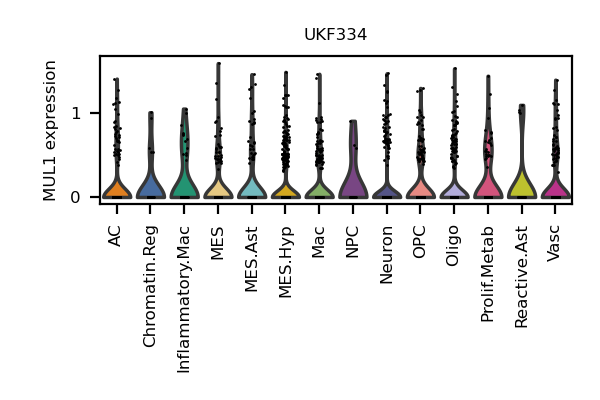 UKF334
MUL1 expression
1
0
AC
Chromatin.Reg
Inflammatory.Mac
MES
MES.Ast
MES.Hyp
Mac
NPC
Neuron
OPC
Oligo
Prolif.Metab
Reactive.Ast
Vasc